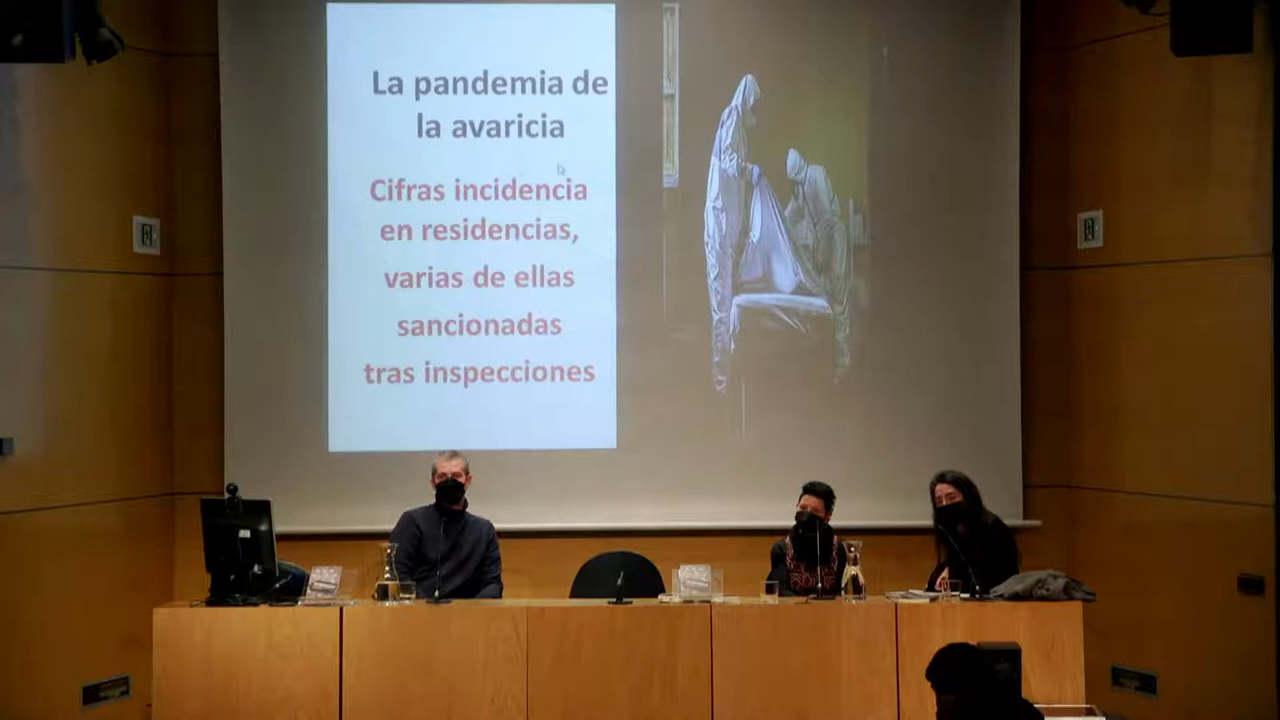 La pandemia de
la avaricia
Cifras incidencia
en residencias,
varias de ellas
sancionadas
tras inspecciones